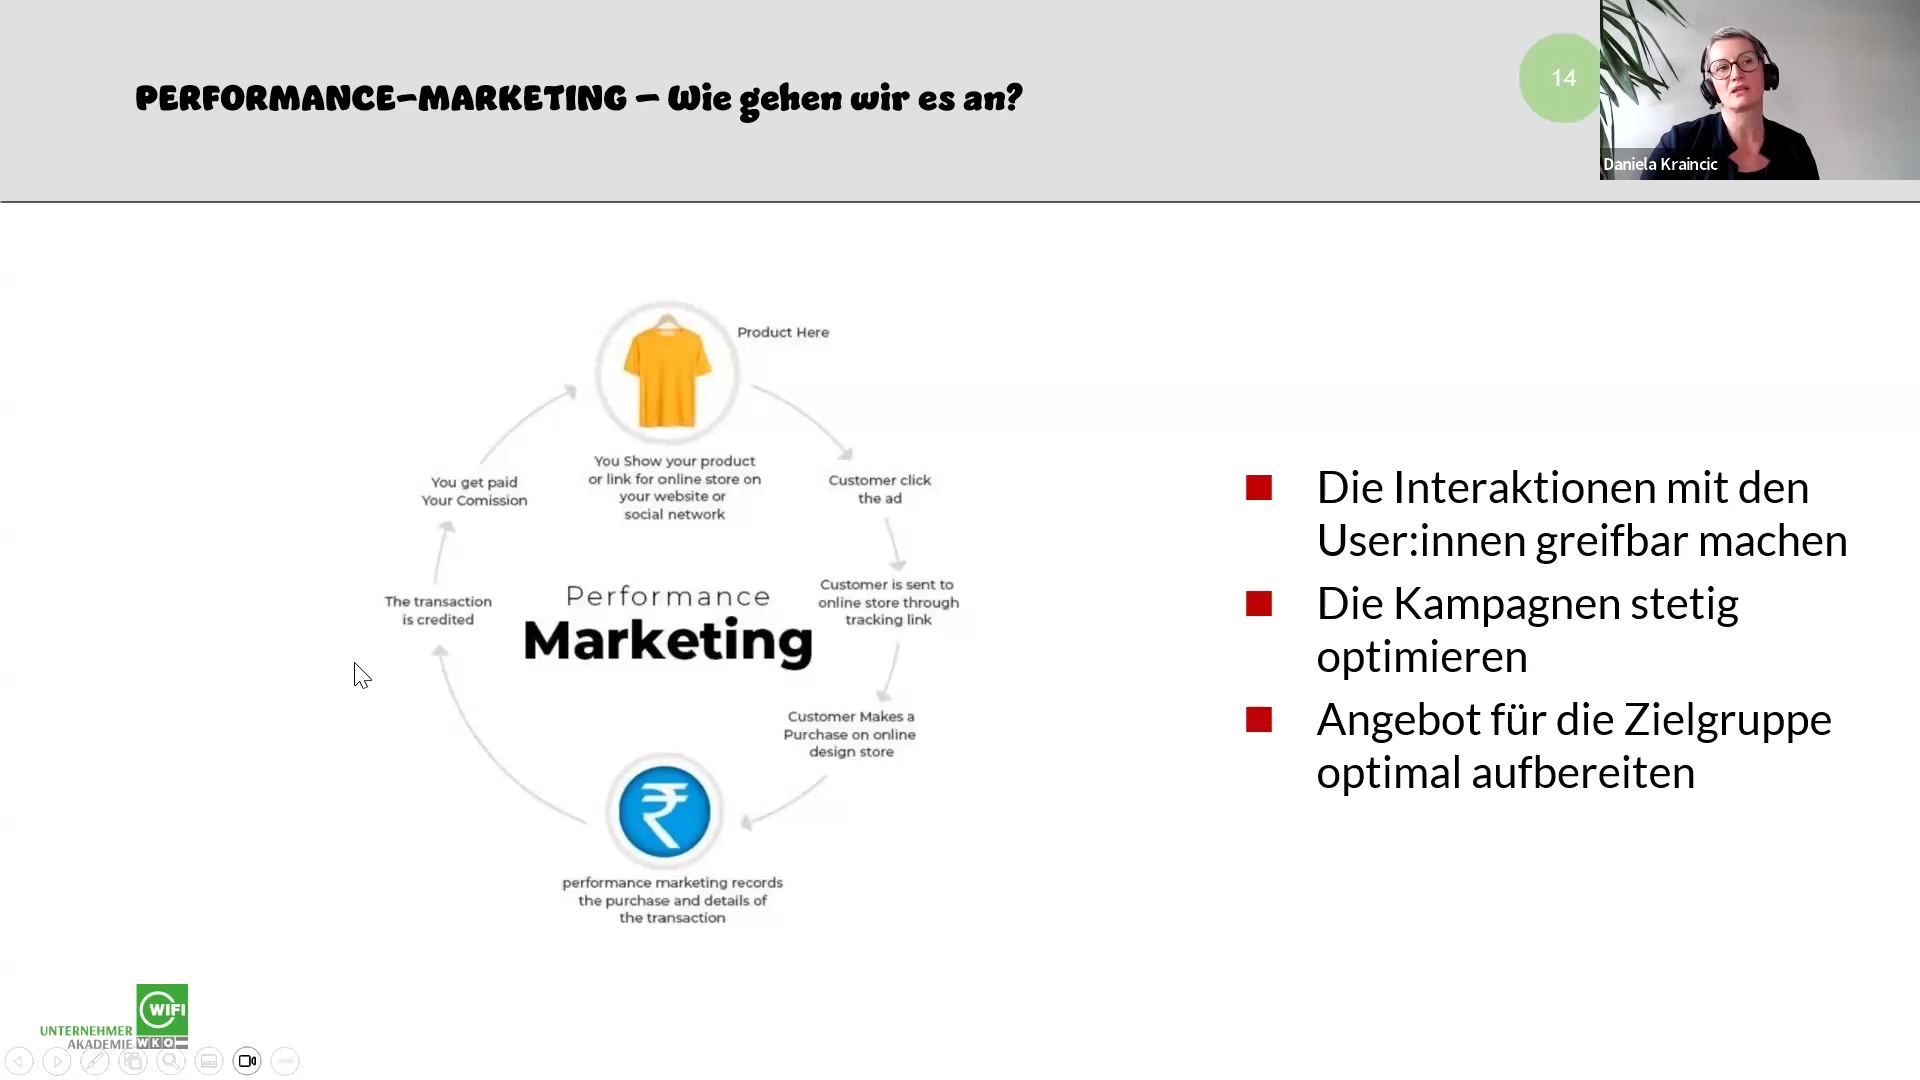 PERFORMANCE-MARKETING – Wie gehen wir es an?
14
Daniela Kraincic
Product Here
You Show your product
or link for online store on
your website or
social network
Customer click
the ad
Customer is sent to
online store through
tracking link
Customer Makes a
Purchase on online
design store
performance marketing records
the purchase and details of
the transaction
The transaction
is credited
You get paid
Your Comission
Performance
Marketing
Die Interaktionen mit den
User:innen greifbar machen
Die Kampagnen stetig
optimieren
Angebot für die Zielgruppe
optimal aufbereiten
WIFI
UNTERNEHMER
AKADEMIE WKO